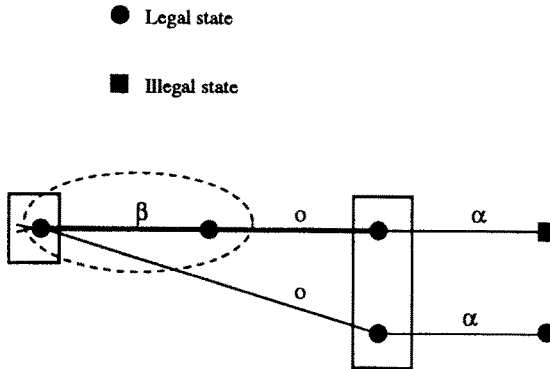 Legal state
Illegal state
β
o
α
o
α